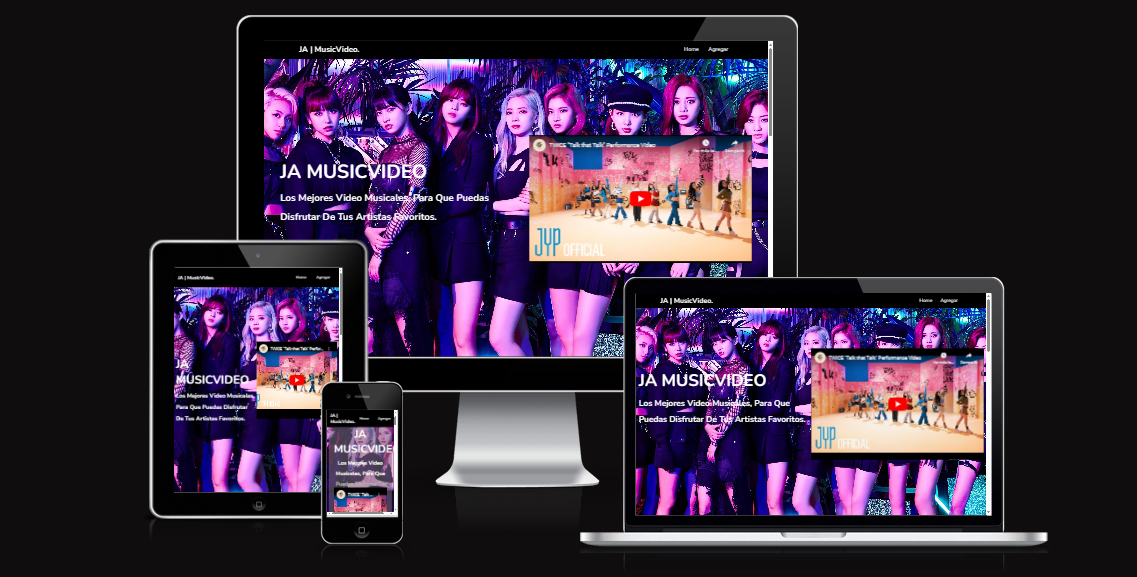 JA | MusicVideo.
Home Agregar
JA MUSICVIDEO
Los Mejores Video Musicales, Para Que Puedas
Disfrutar De Tus Artistas Favoritos.
TWICE "Talk that Talk" Performance Video
JYP OFFICIAL
JA | MusicVideo.
Home Agregar
JA
MUSICVIDEO
Los Mejores Video Musicales,
Para Que Puedas Disfrutar
De Tus Artistas Favoritos.
TWICE "Talk that Talk" Perfor...
JA |
MusicVideo.
Home Agregar
JA
MUSICVIDEO
Los Mejores Video
Musicales, Para Que
Puedas
TWICE "Talk ...
JA | MusicVideo.
Home Agregar
JA MUSICVIDEO
Los Mejores Video Musicales, Para Que
Puedas Disfrutar De Tus Artistas Favoritos.
TWICE "Talk that Talk" Performance Video
JYP OFFICIAL